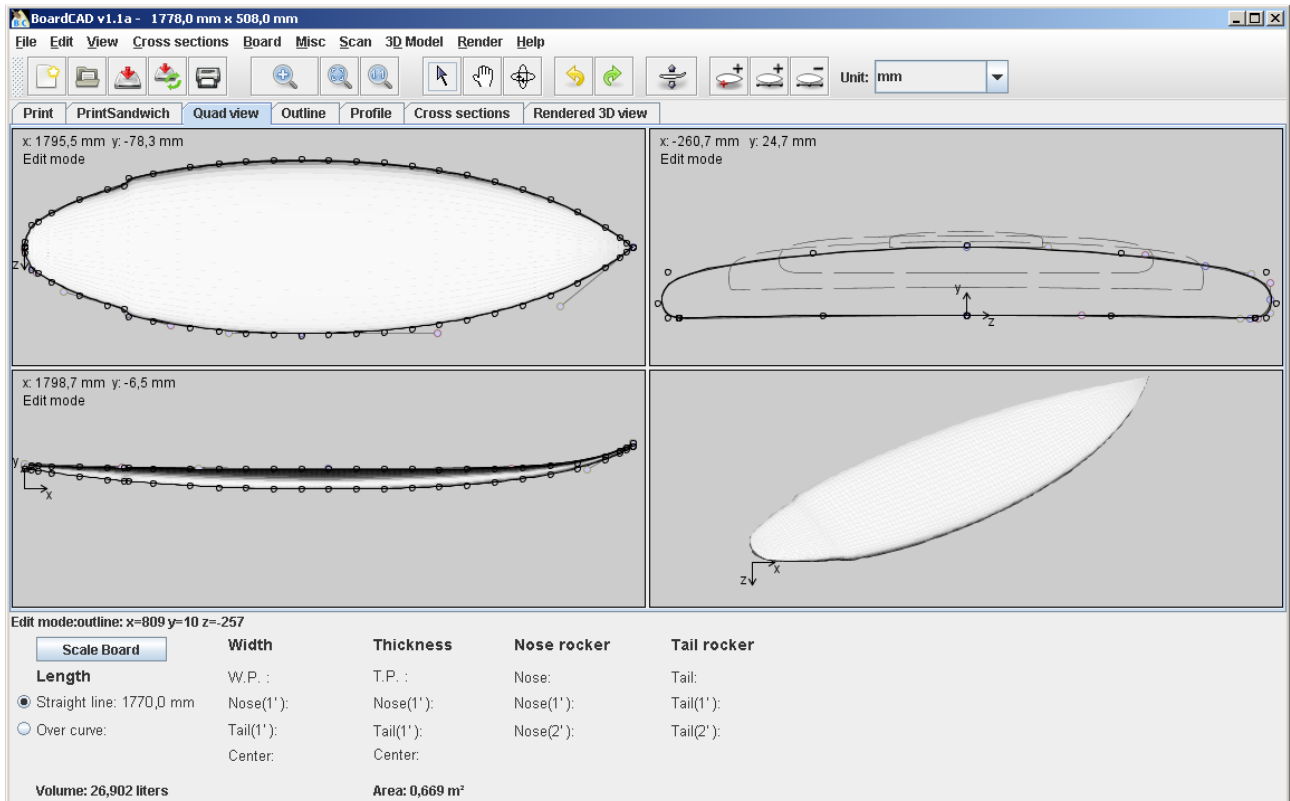 BoardCAD v1.1a - 1778,0 mm x 508,0 mm
File Edit View Cross sections Board Misc Scan 3D Model Render Help
1:1
Unit: mm
Print PrintSandwich Quad view Outline Profile Cross sections Rendered 3D view
x: 1795,5 mm y: -78,3 mm
Edit mode
z
x: -260,7 mm y: 24,7 mm
Edit mode
y
z
x: 1798,7 mm y: -6,5 mm
Edit mode
y
x
x
z
Edit mode:outline: x=809 y=10 z=-257
Scale Board Width Thickness Nose rocker Tail rocker
Length W.P. : T.P. : Nose: Tail:
Straight line: 1770,0 mm Nose(1'): Nose(1'): Nose(1'): Tail(1'):
Over curve: Tail(1'): Tail(1'): Nose(2'): Tail(2'):
Center: Center:
Volume: 26,902 liters Area: 0,669 m²